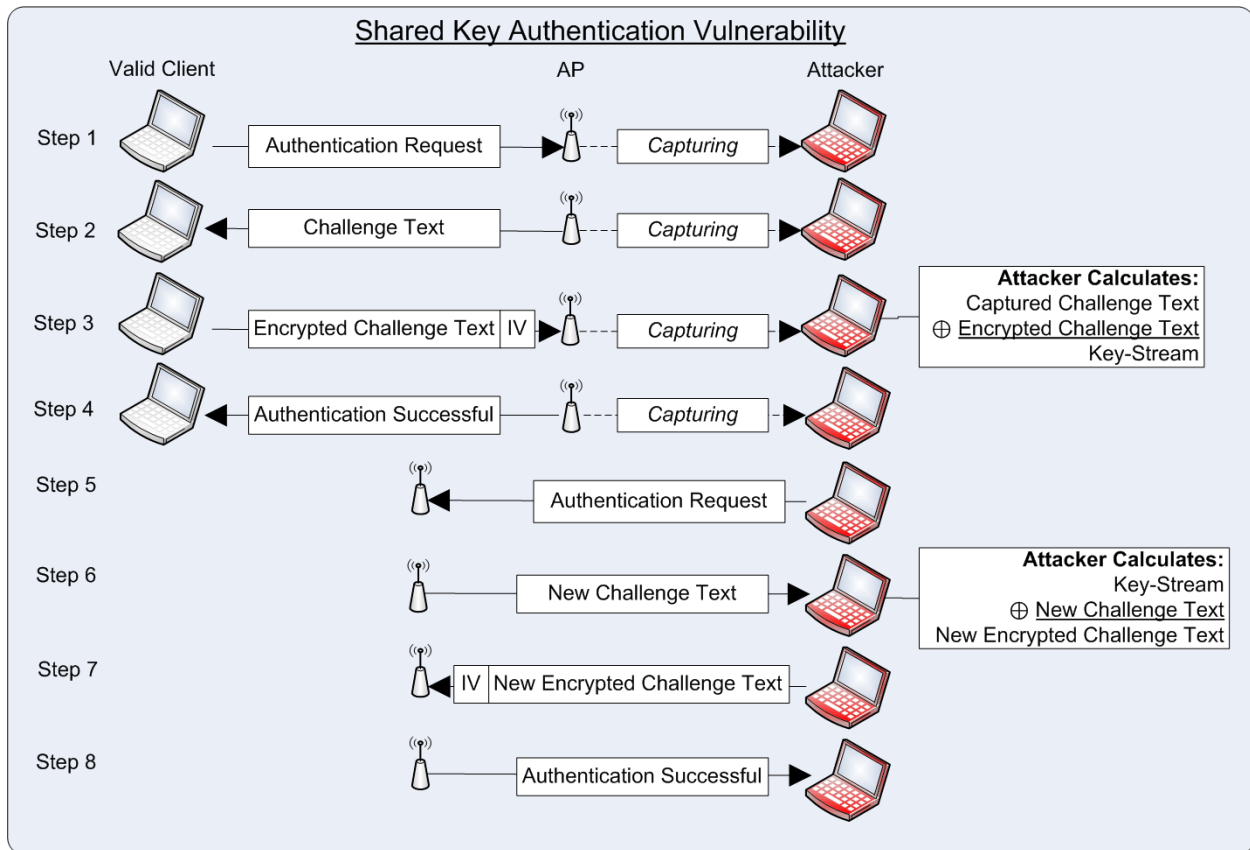 Shared Key Authentication Vulnerability
Valid Client
AP
Attacker
Step 1
Authentication Request
Capturing
Step 2
Challenge Text
Capturing
Step 3
Encrypted Challenge Text
IV
Capturing
Attacker Calculates:
Captured Challenge Text
⊕ Encrypted Challenge Text
Key-Stream
Step 4
Authentication Successful
Capturing
Step 5
Authentication Request
Step 6
New Challenge Text
Attacker Calculates:
Key-Stream
⊕ New Challenge Text
New Encrypted Challenge Text
Step 7
IV
New Encrypted Challenge Text
Step 8
Authentication Successful